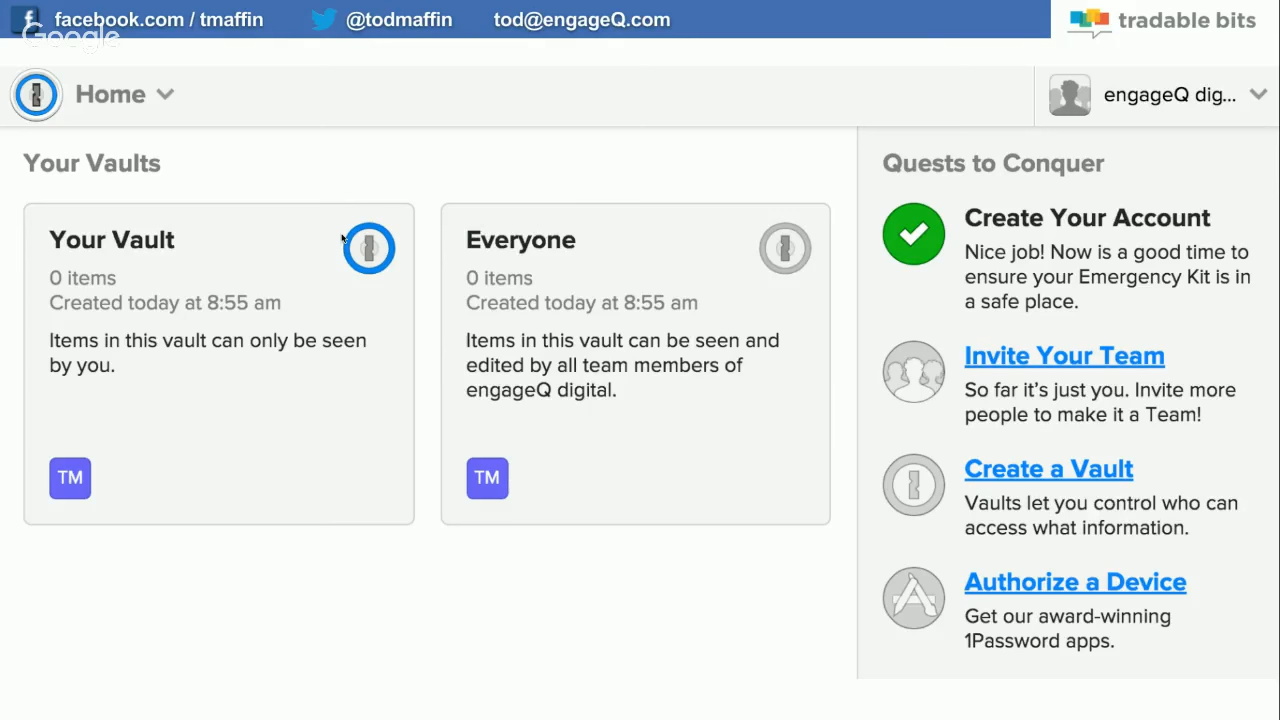 facebook.com / tmaffin
@todmaffin
tod@engageQ.com
tradable bits
Google
Home
engageQ dig...
Your Vaults
Your Vault
0 items
Created today at 8:55 am
Items in this vault can only be seen
by you.
TM
Everyone
0 items
Created today at 8:55 am
Items in this vault can be seen and
edited by all team members of
engageQ digital.
TM
Quests to Conquer
Create Your Account
Nice job! Now is a good time to
ensure your Emergency Kit is in
a safe place.
Invite Your Team
So far it's just you. Invite more
people to make it a Team!
Create a Vault
Vaults let you control who can
access what information.
Authorize a Device
Get our award-winning
1Password apps.